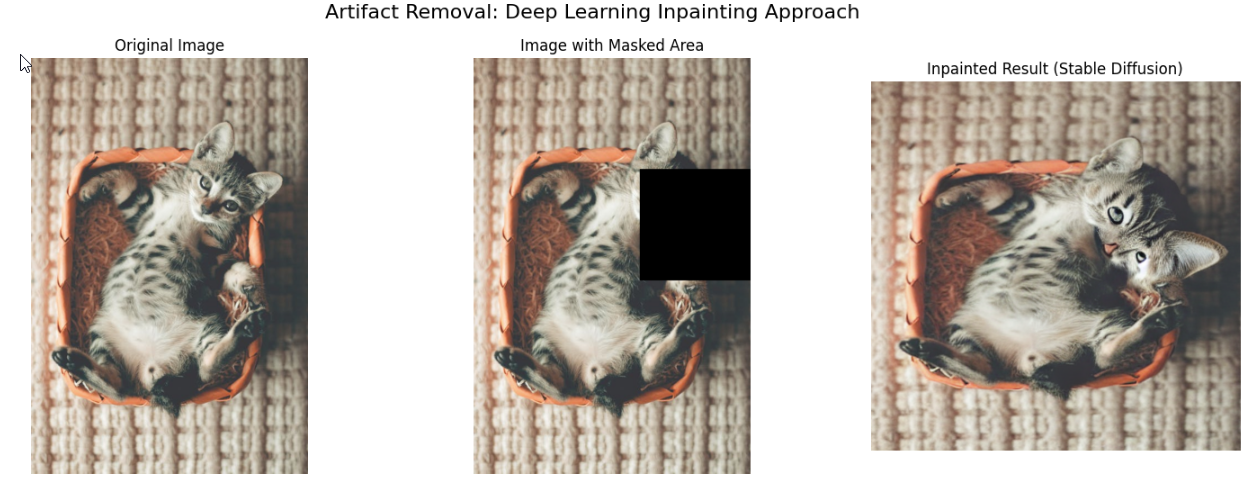 Artifact Removal: Deep Learning Inpainting Approach
Original Image
Image with Masked Area
Inpainted Result (Stable Diffusion)